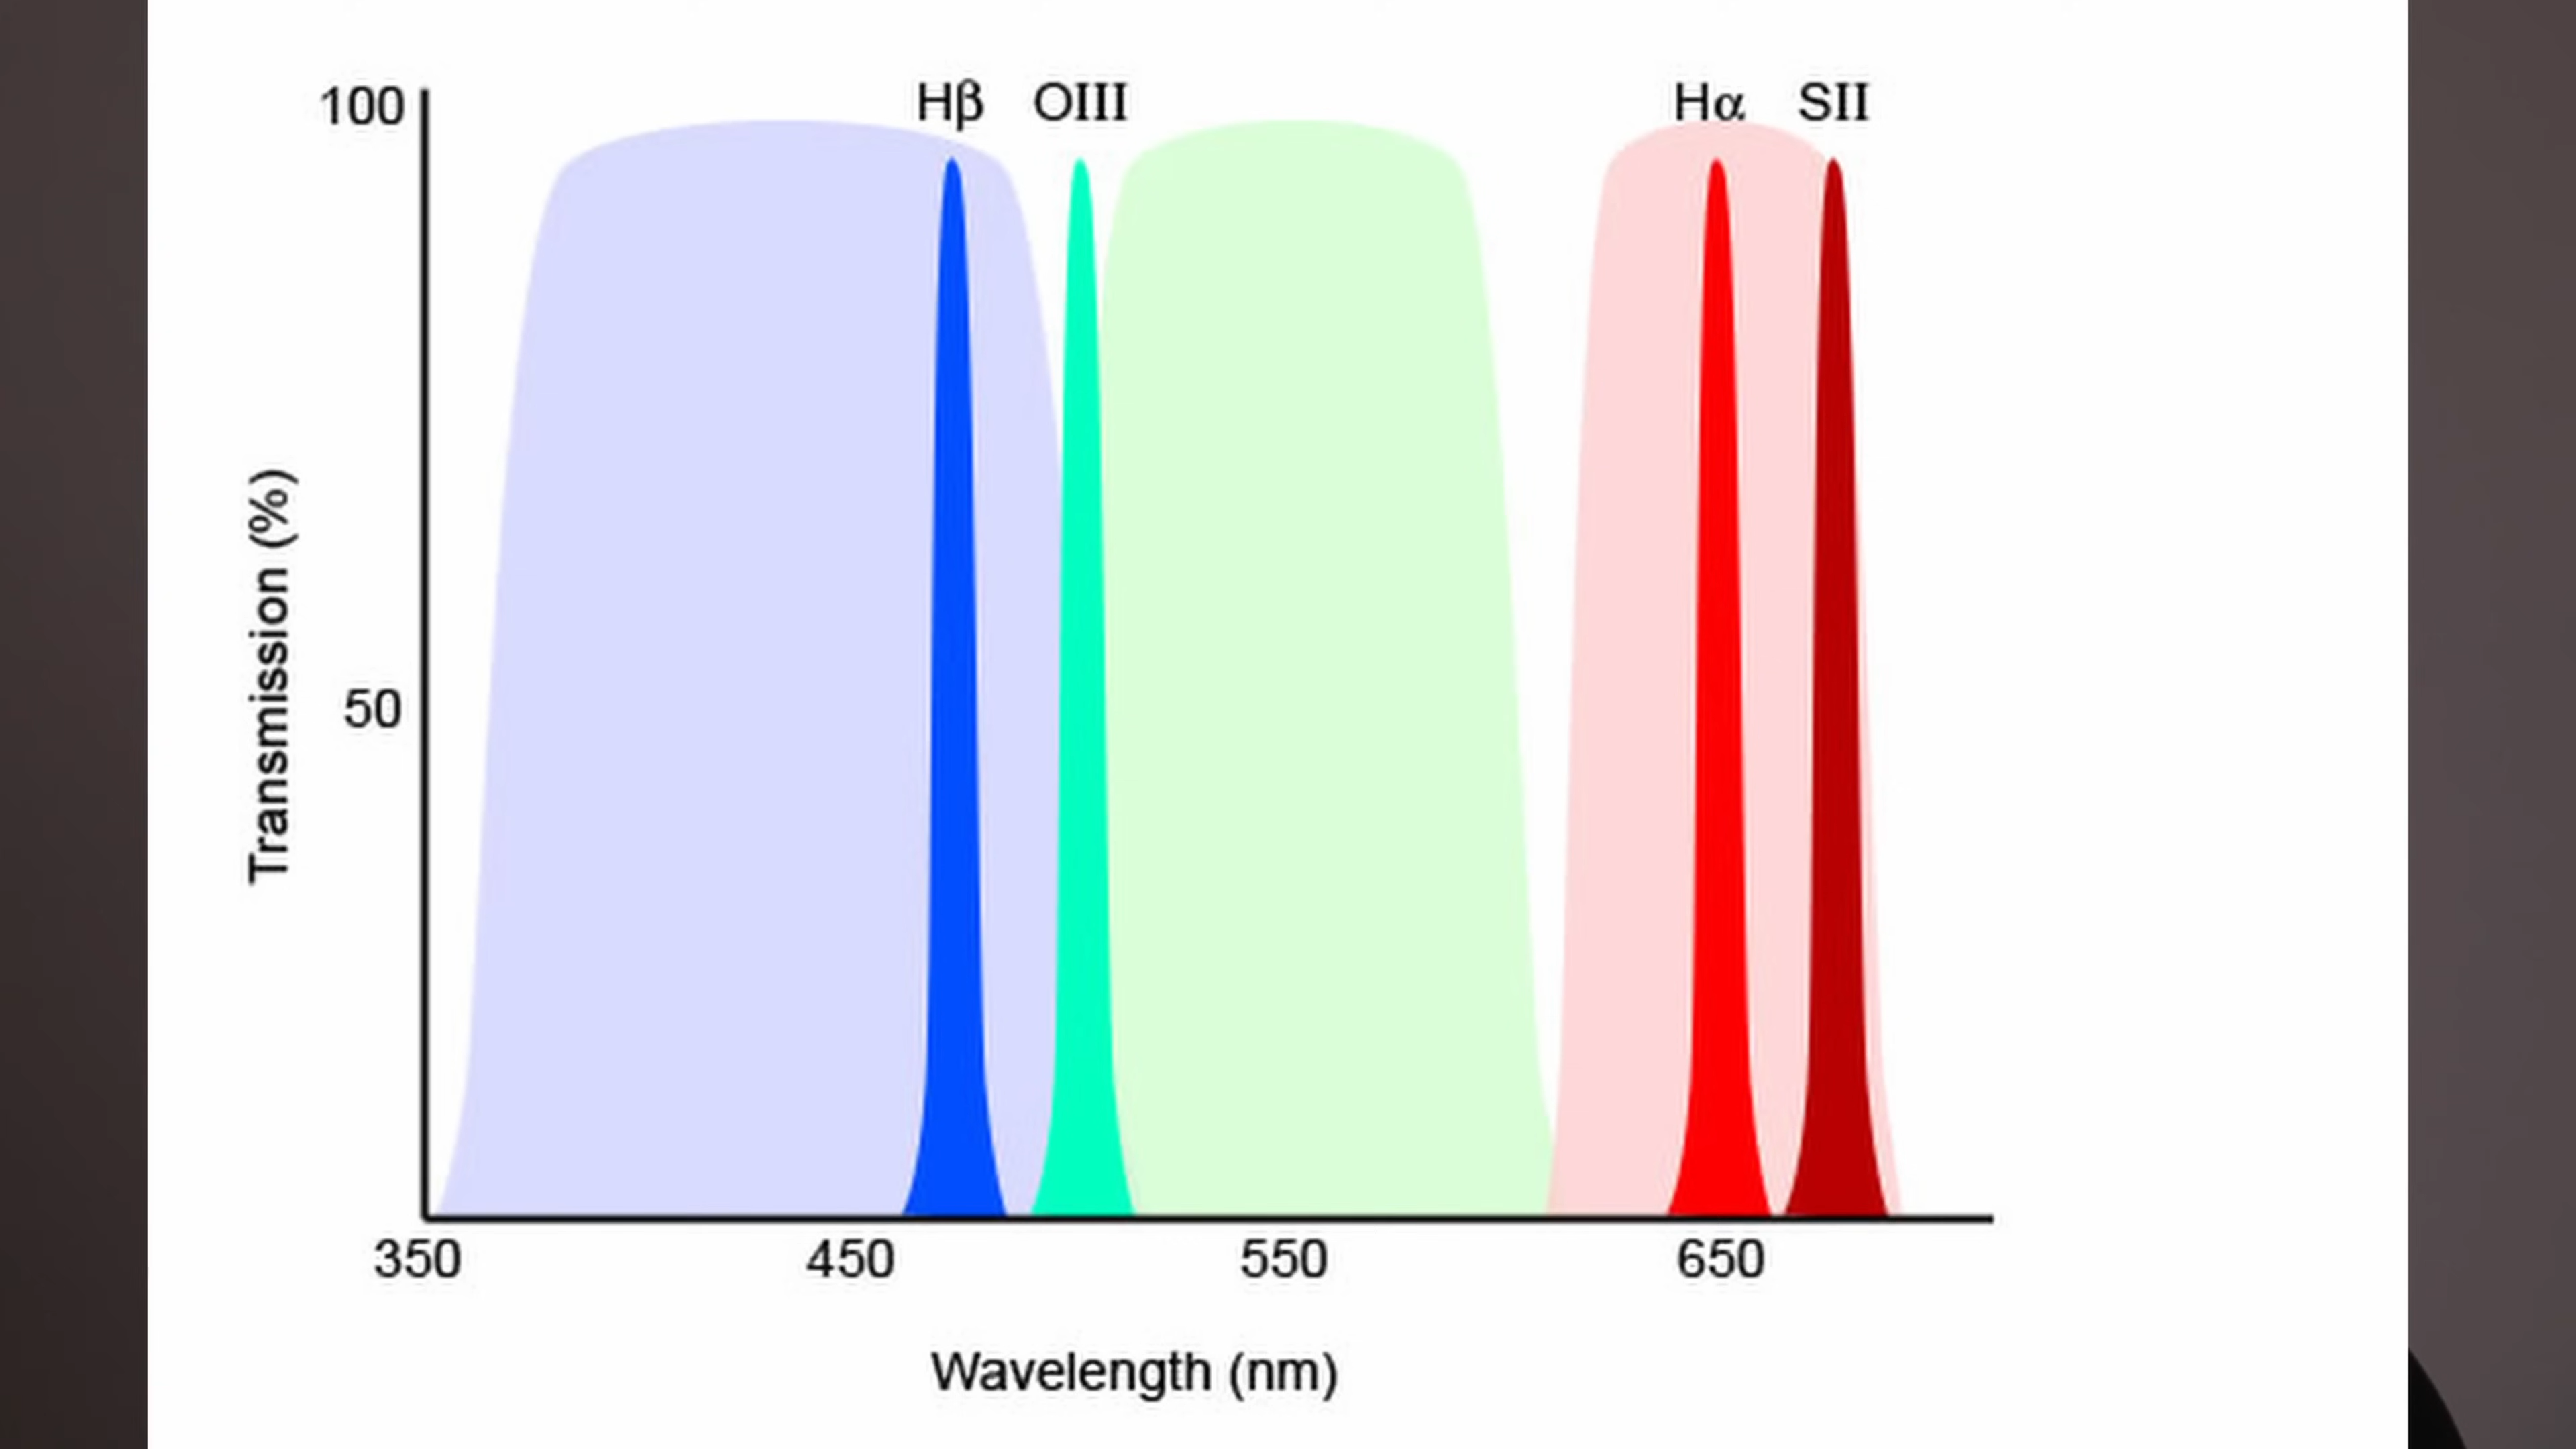 Hβ OIII Hα SII
100
50
Transmission (%)
350 450 550 650
Wavelength (nm)